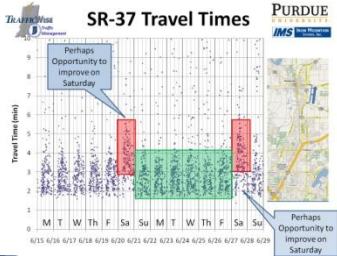 TRAFFICWISE
Traffic
Management
SR-37 Travel Times
PURDUE
UNIVERSITY
IMS IRON MOUNTAIN
Perhaps
Opportunity to
improve on
Saturday
Travel Time (min)
10
9
8
7
6
5
4
3
2
1
0
M T W Th F Sa Su M T W Th F Sa Su
6/15 6/16 6/17 6/18 6/19 6/20 6/21 6/22 6/23 6/24 6/25 6/26 6/27 6/28 6/29
Perhaps
Opportunity to
improve on
Saturday